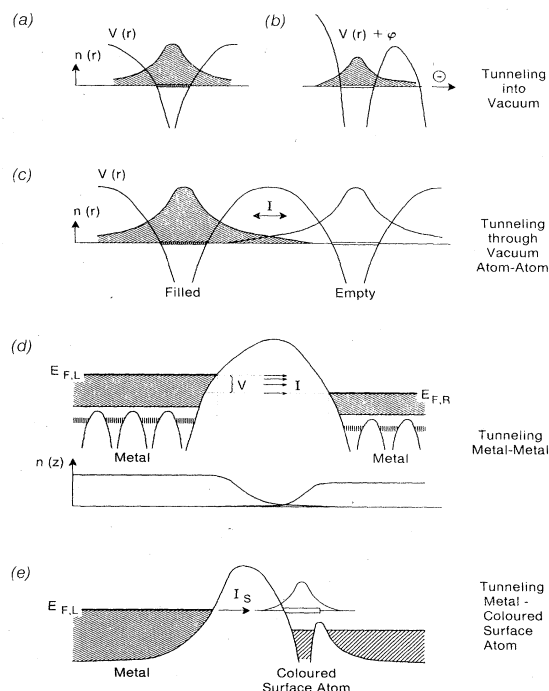 (a)
V (r)
n (r)
(b)
V (r) + φ
⊖
Tunneling
into
Vacuum
(c)
V (r)
n (r)
I
Filled
Empty
Tunneling
through
Vacuum
Atom-Atom
(d)
E F,L
V
I
E F,R
Metal
Metal
n (z)
Tunneling
Metal-Metal
(e)
E F,L
I S
Metal
Coloured
Surface Atom
Tunneling
Metal -
Coloured
Surface
Atom